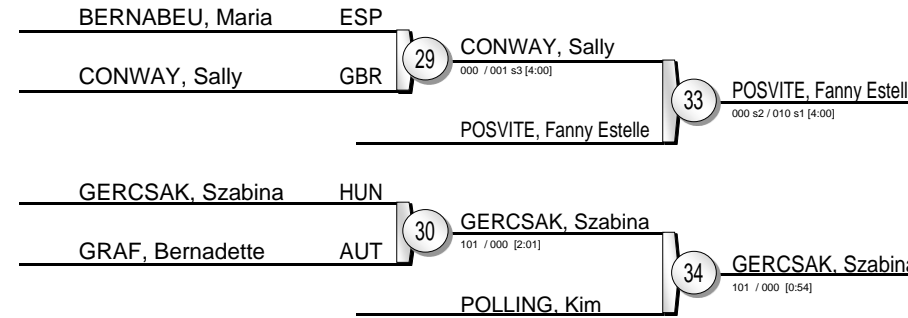 BERNABEU, Maria ESP
29 CONWAY, Sally
000 / 001 s3 [4:00]
CONWAY, Sally GBR
33 POSVITE, Fanny Estell
000 s2 / 010 s1 [4:00]
POSVITE, Fanny Estelle
GERCSAK, Szabina HUN
30 GERCSAK, Szabina
101 / 000 [2:01]
GRAF, Bernadette AUT
34 GERCSAK, Szabina
101 / 000 [0:54]
POLLING, Kim